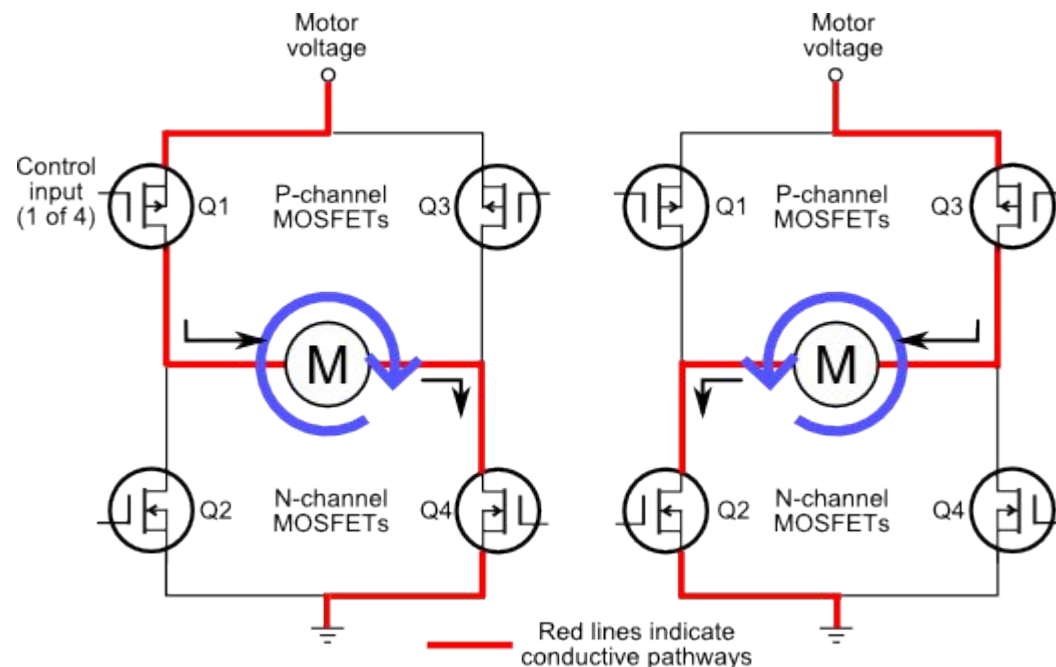 Motor
voltage
Control
input
(1 of 4)
Q1
P-channel
MOSFETs
Q3
M
Q2
N-channel
MOSFETs
Q4
Motor
voltage
Q1
P-channel
MOSFETs
Q3
M
Q2
N-channel
MOSFETs
Q4
Red lines indicate
conductive pathways